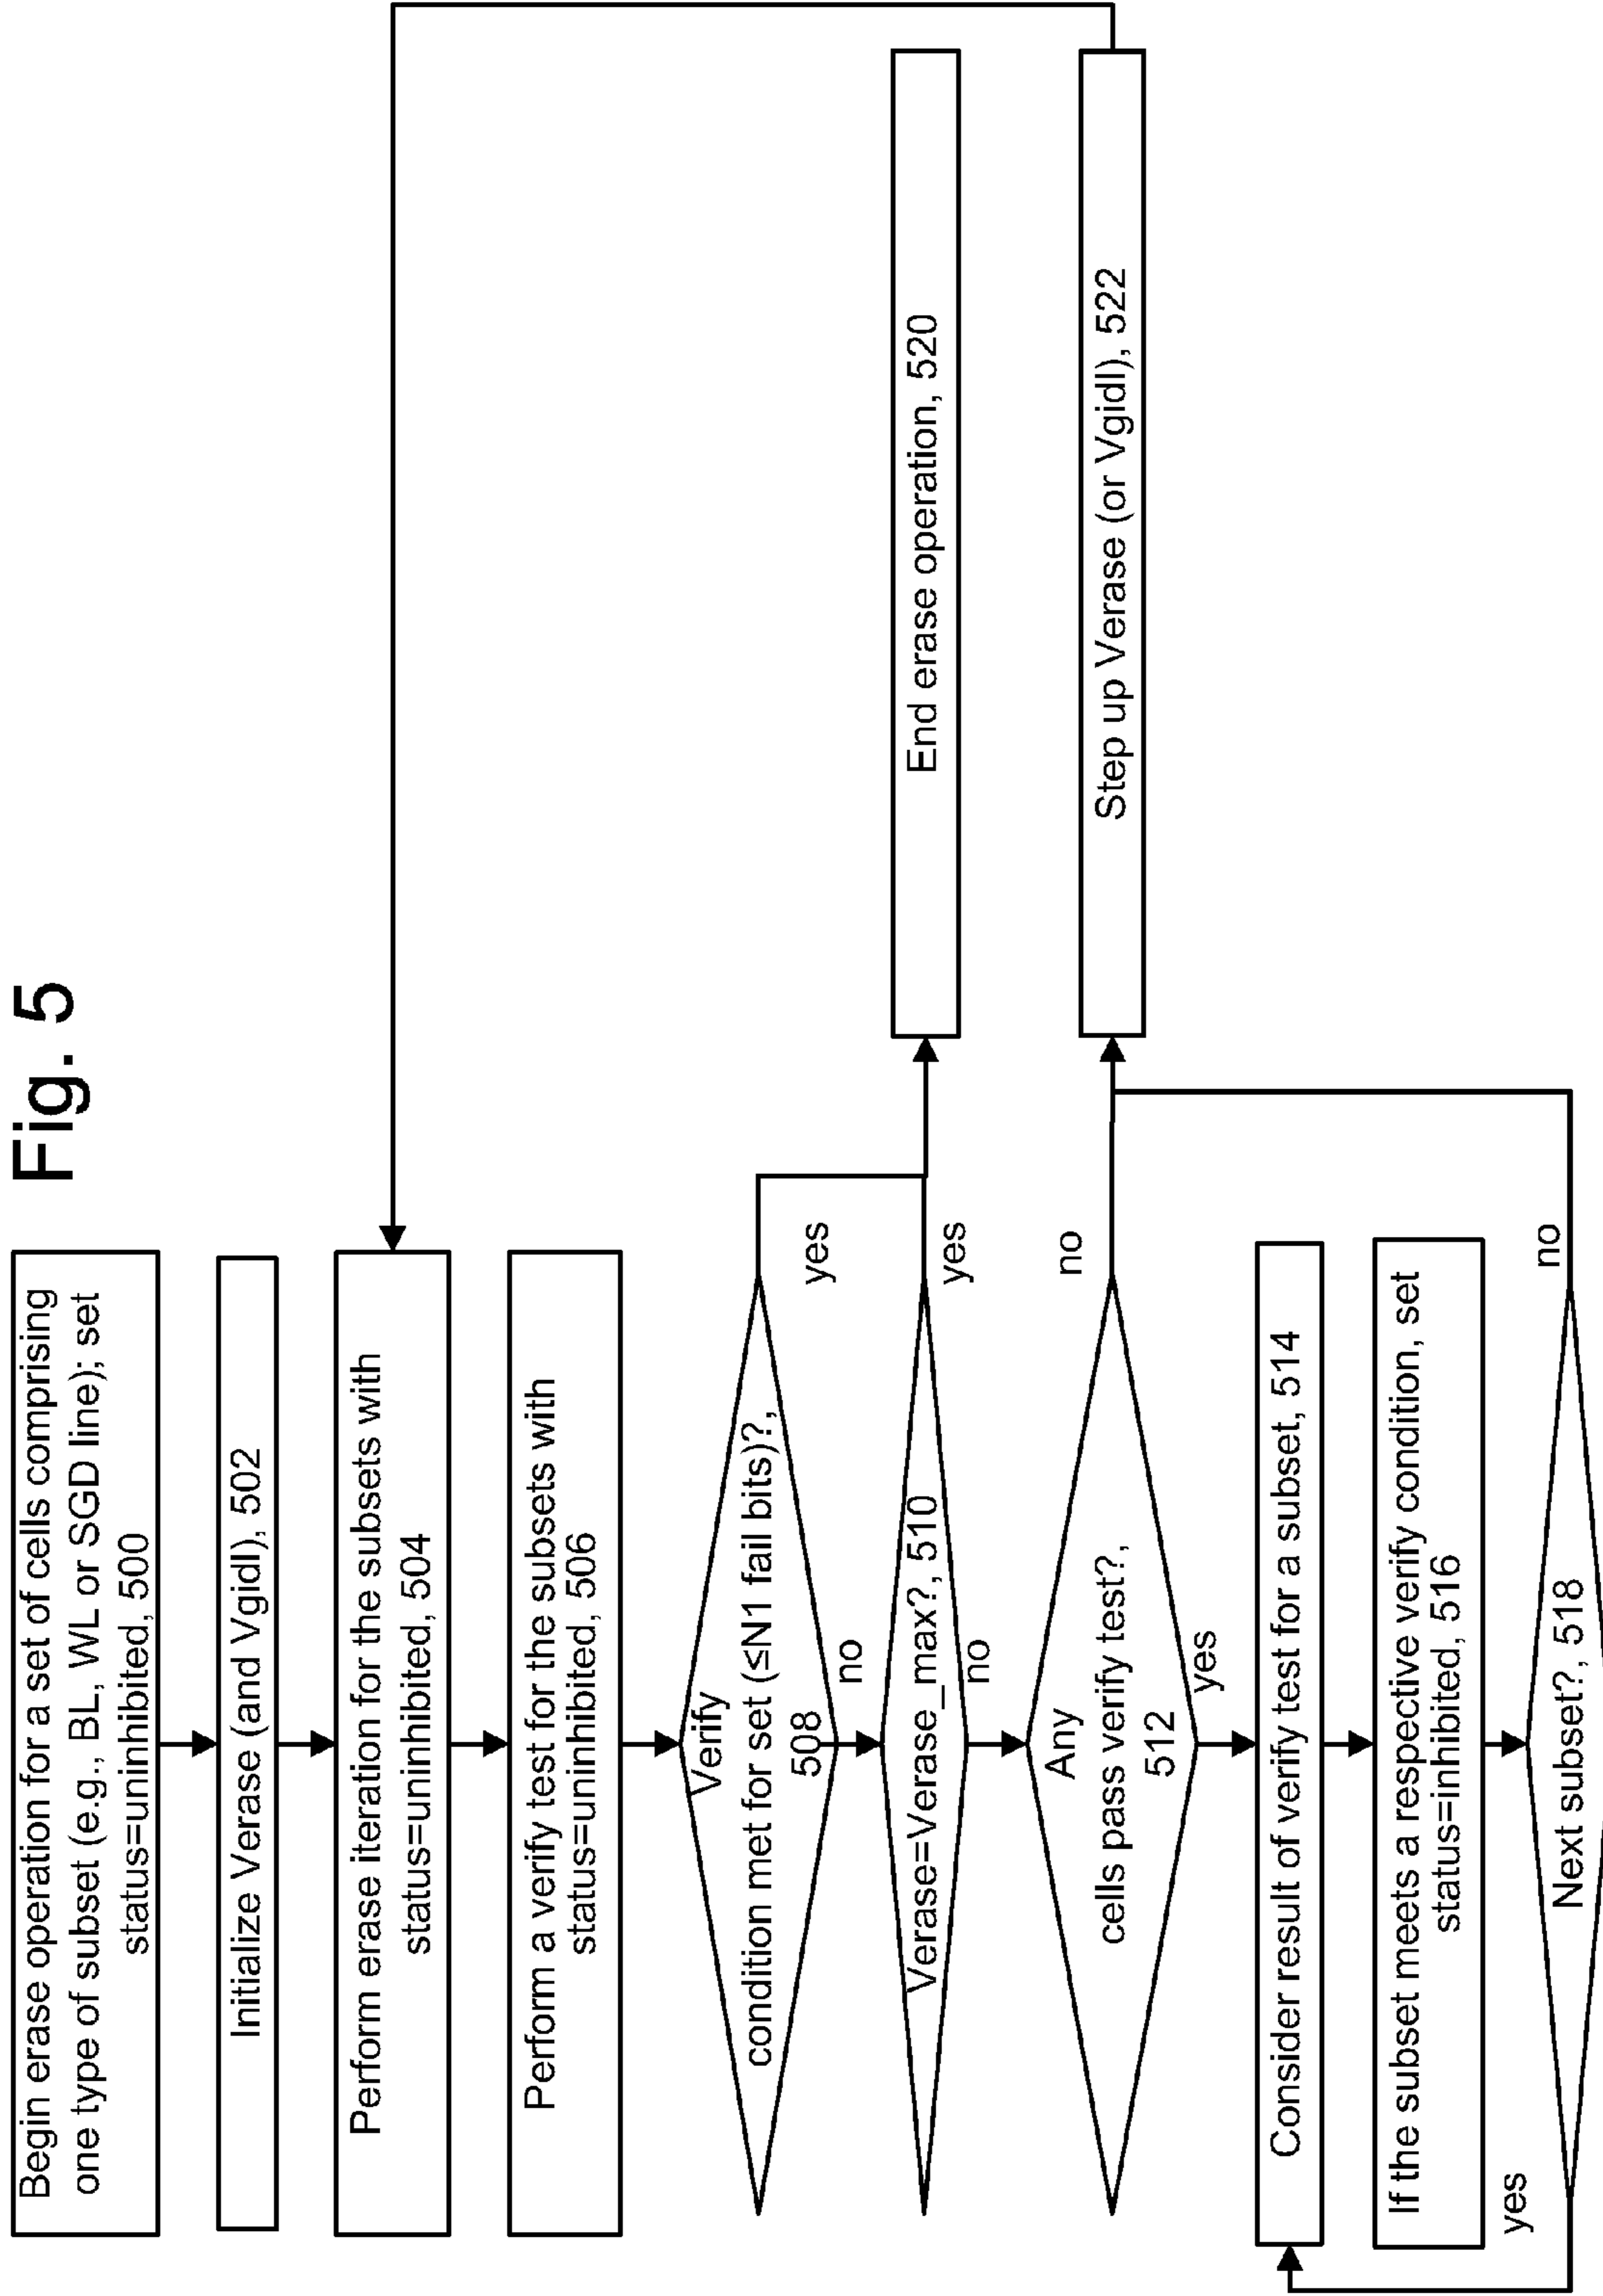 Fig. 5
Begin erase operation for a set of cells comprising
one type of subset (e.g., BL, WL or SGD line); set
status=uninhibited, 500
Initialize Verase (and Vgidl), 502
Perform erase iteration for the subsets with
status=uninhibited, 504
Perform a verify test for the subsets with
status=uninhibited, 506
Verify
condition met for set (≤N1 fail bits)?,
508
yes
no
Verase=Verase_max?, 510
yes
no
End erase operation, 520
Any
cells pass verify test?,
512
no
yes
Step up Verase (or Vgidl), 522
Consider result of verify test for a subset, 514
If the subset meets a respective verify condition, set
status=inhibited, 516
yes
Next subset?, 518
no